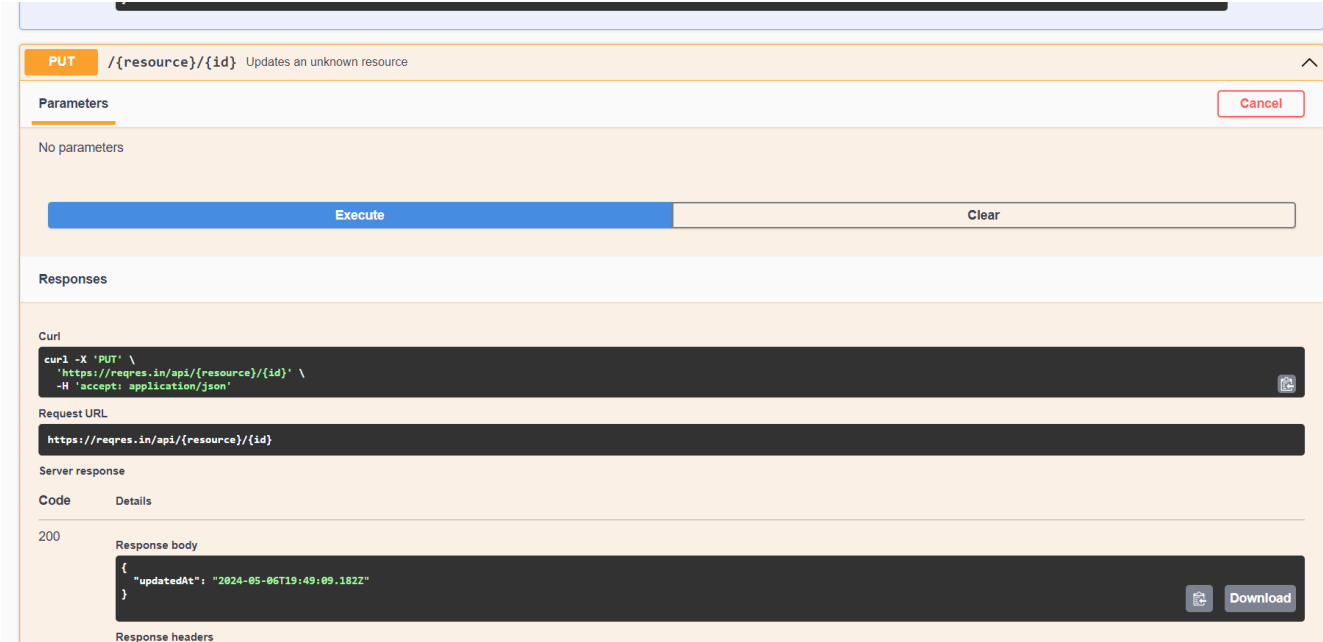 PUT /{resource}/{id} Updates an unknown resource
Parameters
Cancel
No parameters
Execute
Clear
Responses
Curl
curl -X 'PUT' \
  'https://reqres.in/api/{resource}/{id}' \
  -H 'accept: application/json'
Request URL
https://reqres.in/api/{resource}/{id}
Server response
Code Details
200
Response body
{
  "updatedAt": "2024-05-06T19:49:09.182Z"
}
Download
Response headers